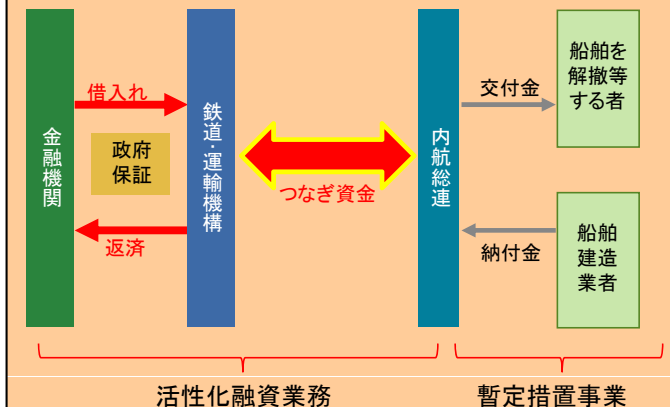 金融機関
借入れ
政府
保証
返済
鉄道・運輸機構
つなぎ資金
内航総連
交付金
納付金
船舶を
解撤等
する者
船舶
建造
業者
活性化融資業務
暫定措置事業